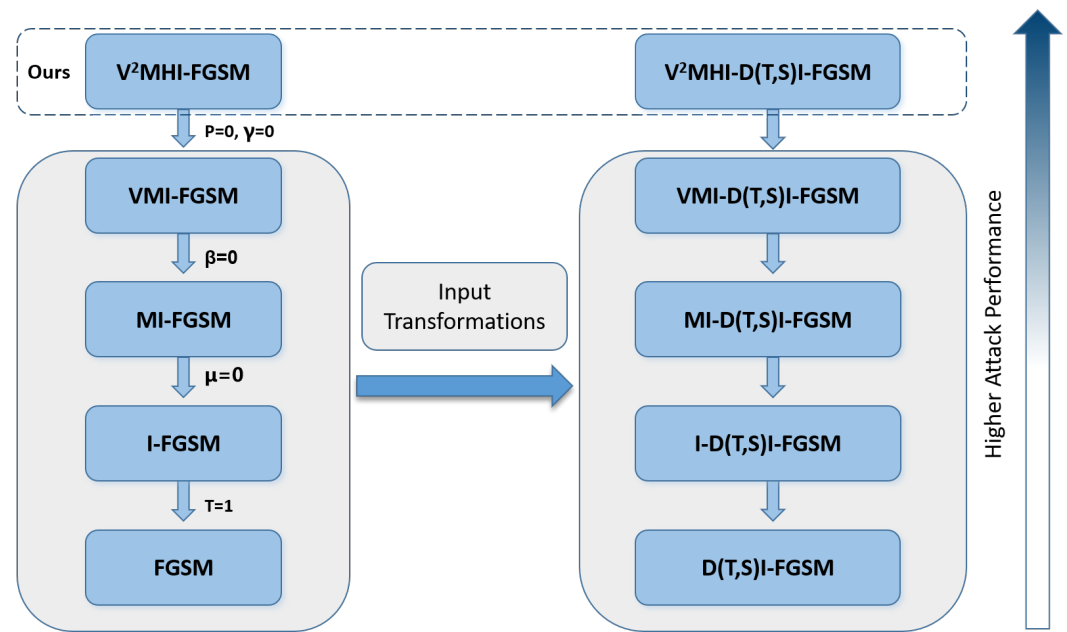 Ours
V²MHI-FGSM
P=0, γ=0
VMI-FGSM
β=0
MI-FGSM
μ=0
I-FGSM
T=1
FGSM
Input
Transformations
V²MHI-D(T,S)I-FGSM
VMI-D(T,S)I-FGSM
MI-D(T,S)I-FGSM
I-D(T,S)I-FGSM
D(T,S)I-FGSM
Higher Attack Performance